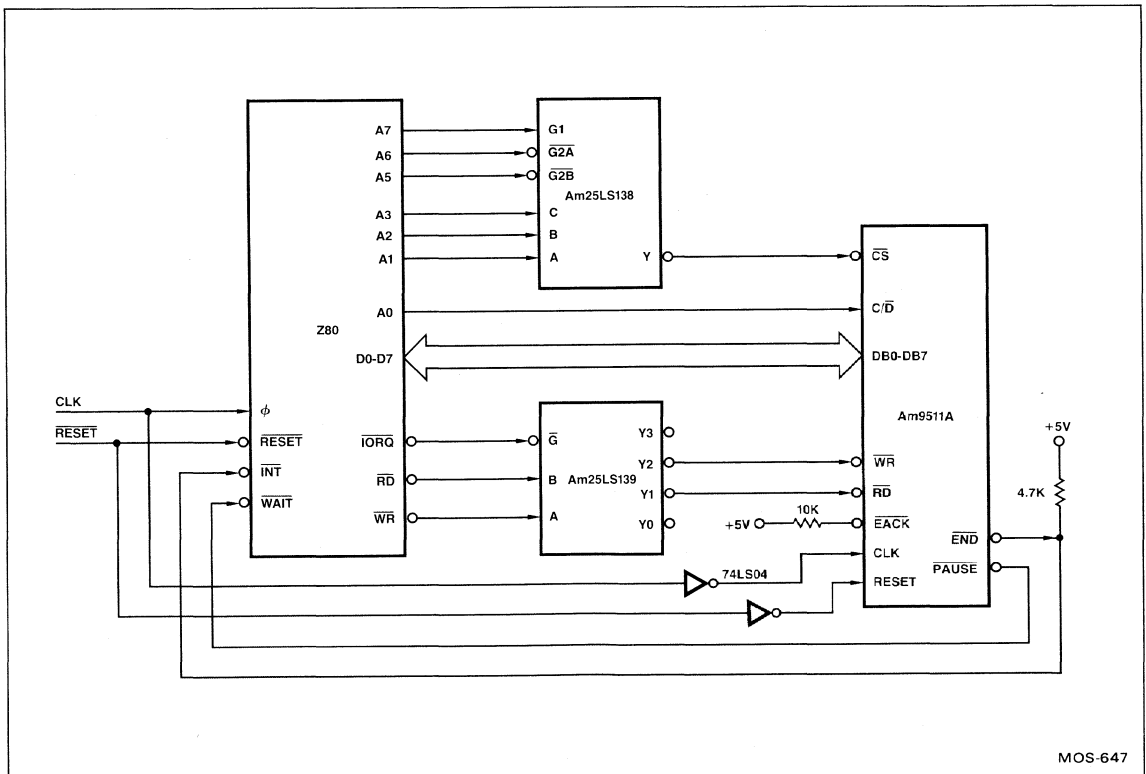 A7
A6
A5
A3
A2
A1
A0
Z80
D0-D7
CLK
RESET
ϕ
RESET
INT
WAIT
IORQ
RD
WR
G1
G2A
G2B
Am25LS138
C
B
A
Y
G
B
A
Am25LS139
Y3
Y2
Y1
Y0
CS
C/D
DB0-DB7
Am9511A
WR
RD
EACK
CLK
RESET
END
PAUSE
+5V
10K
+5V
4.7K
74LS04
MOS-647